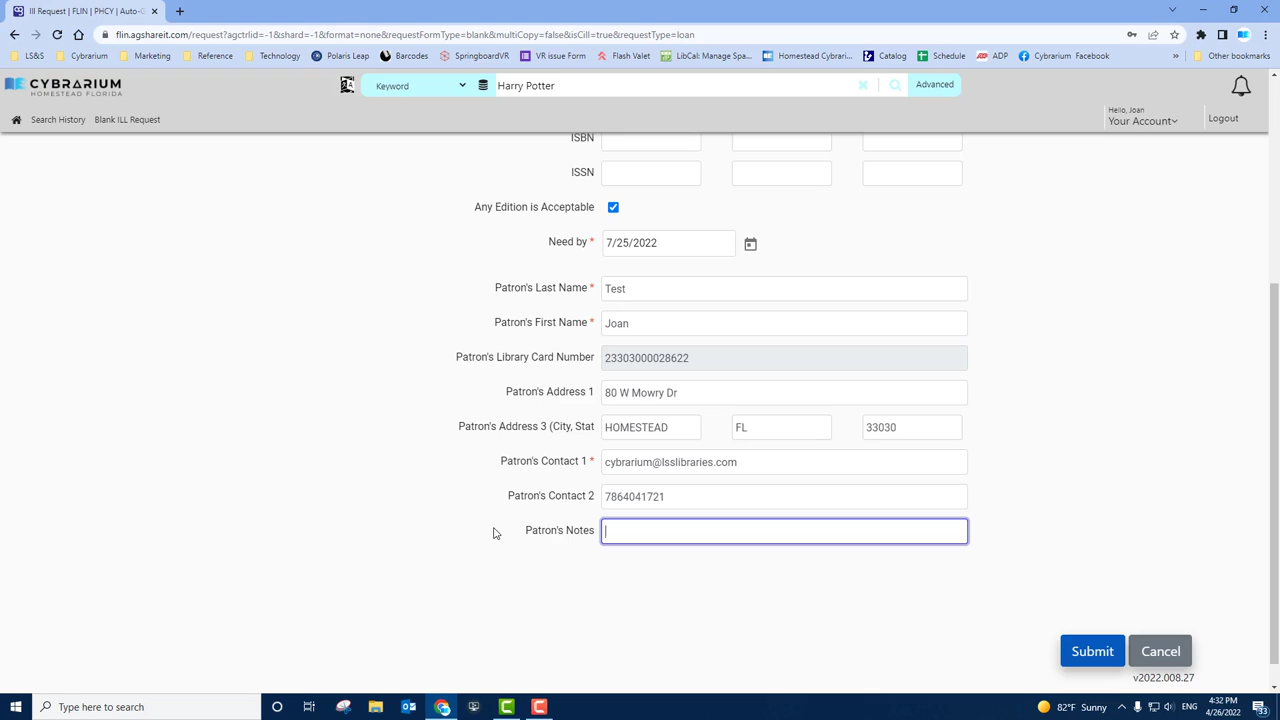 Ill Request | FLIN | PHCY | Auto-G
flin.agshareit.com/request?agctrlid=-1&shard=-1&format=none&requestFormType=blank&multiCopy=false&isCill=true&requestType=loan
LS&S Cybrarium Marketing Reference Technology Polaris Leap Barcodes SpringboardVR VR issue Form Flash Valet LibCal: Manage Spa... Homestead Cybrariu... Catalog Schedule ADP Cybrarium Facebook » Other bookmarks
CYBRARIUM
HOMESTEAD FLORIDA
Keyword Harry Potter Advanced
Hello, Joan
Your Account
Logout
Search History Blank ILL Request
ISBN
ISSN
Any Edition is Acceptable
Need by * 7/25/2022
Patron's Last Name * Test
Patron's First Name * Joan
Patron's Library Card Number 23303000028622
Patron's Address 1 80 W Mowry Dr
Patron's Address 3 (City, Stat HOMESTEAD FL 33030
Patron's Contact 1 * cybrarium@lsslibraries.com
Patron's Contact 2 7864041721
Patron's Notes
Submit Cancel
v2022.008.27
Type here to search
82°F Sunny
4:32 PM
4/26/2022
33